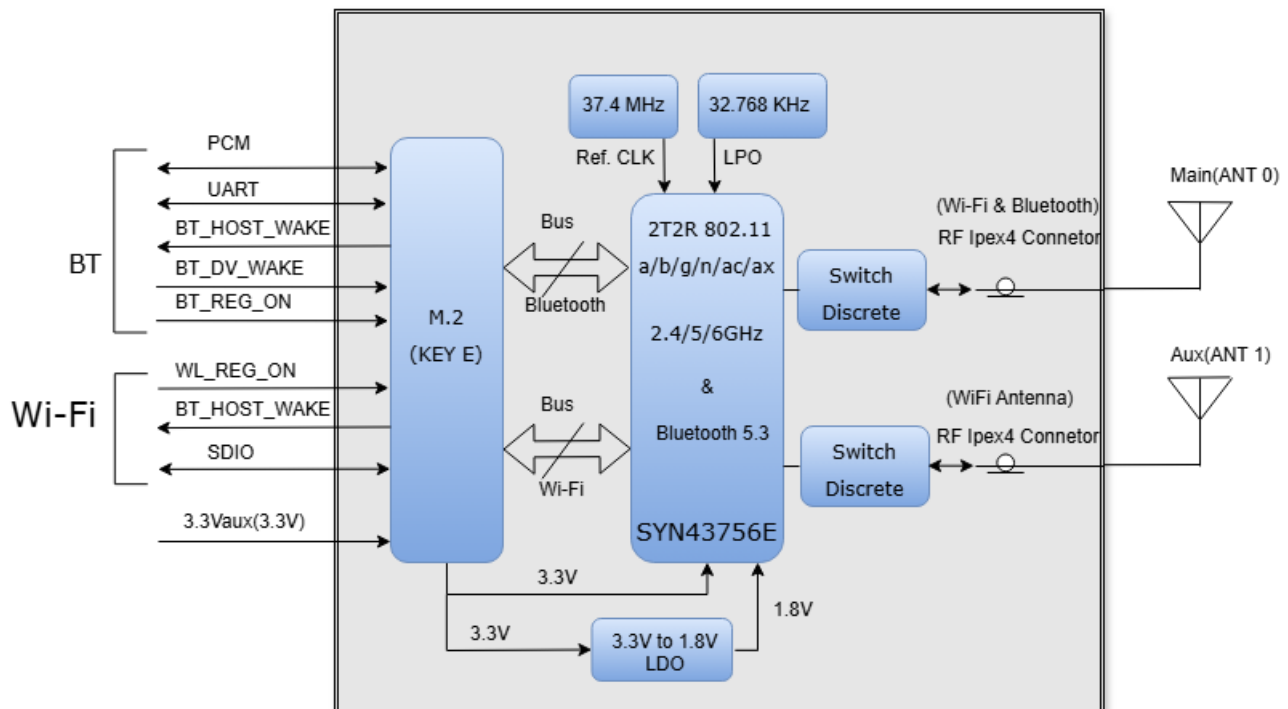 37.4 MHz
32.768 KHz
Ref. CLK
LPO
BT
PCM
UART
BT_HOST_WAKE
BT_DV_WAKE
BT_REG_ON
Wi-Fi
WL_REG_ON
BT_HOST_WAKE
SDIO
3.3Vaux(3.3V)
M.2
(KEY E)
Bus
Bluetooth
Bus
Wi-Fi
2T2R 802.11
a/b/g/n/ac/ax
2.4/5/6GHz
&
Bluetooth 5.3
SYN43756E
Switch
Discrete
(Wi-Fi & Bluetooth)
RF Ipex4 Connetor
Main(ANT 0)
Switch
Discrete
(WiFi Antenna)
RF Ipex4 Connetor
Aux(ANT 1)
3.3V
3.3V
3.3V to 1.8V
LDO
1.8V